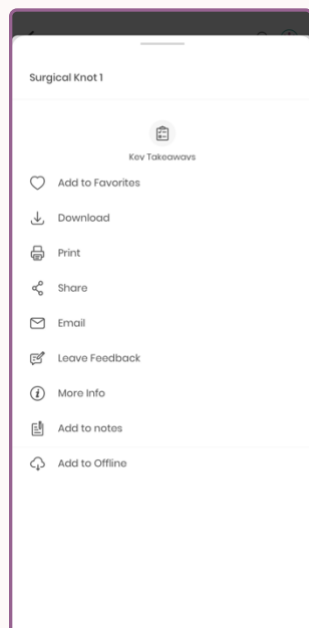 Surgical Knot 1
Key Takeaways
Add to Favorites
Download
Print
Share
Email
Leave Feedback
More Info
Add to notes
Add to Offline